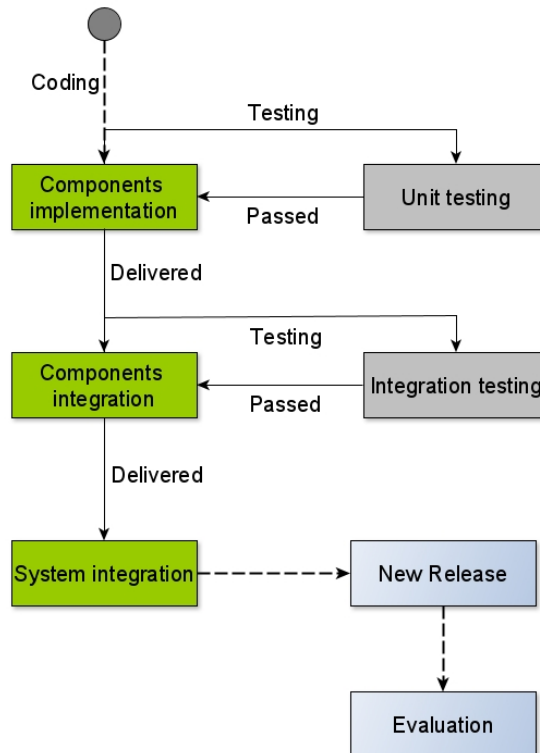 Coding
Testing
Components
implementation
Unit testing
Passed
Delivered
Testing
Components
integration
Integration testing
Passed
Delivered
System integration
New Release
Evaluation